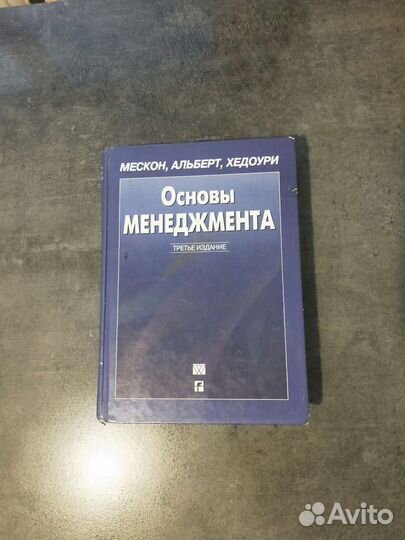 МЕСКОН, АЛЬБЕРТ, ХЕДОУРИ
Основы
МЕНЕДЖМЕНТА
ТРЕТЬЕ ИЗДАНИЕ
Avito